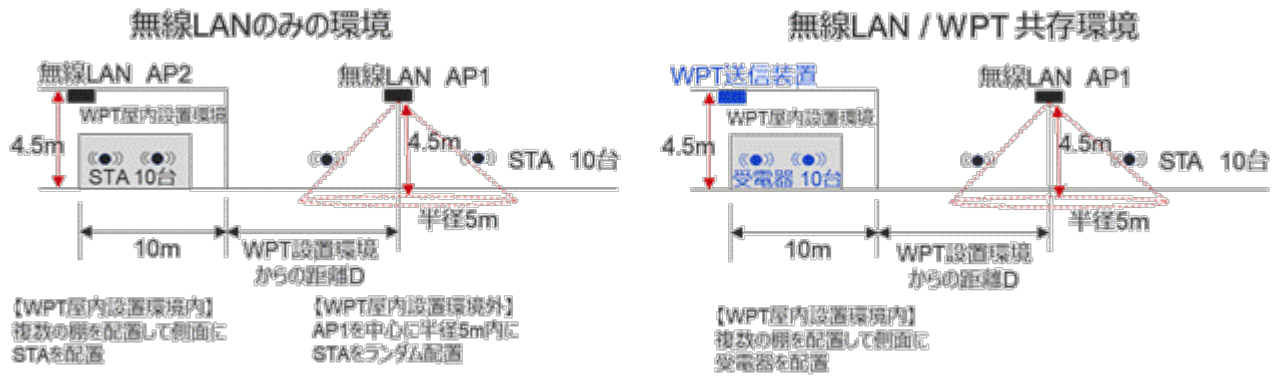 無線LANのみの環境
無線LAN AP2
無線LAN AP1
WPT屋内設置環境
4.5m
4.5m
STA 10台
STA 10台
半径5m
10m
WPT設置環境
からの距離D
【WPT屋内設置環境内】
複数の棚を配置して側面に
STAを配置
【WPT屋内設置環境外】
AP1を中心に半径5m内に
STAをランダム配置
無線LAN / WPT 共存環境
WPT送信装置
無線LAN AP1
WPT屋内設置環境
4.5m
4.5m
受電器 10台
STA 10台
半径5m
10m
WPT設置環境
からの距離D
【WPT屋内設置環境内】
複数の棚を配置して側面に
受電器を配置